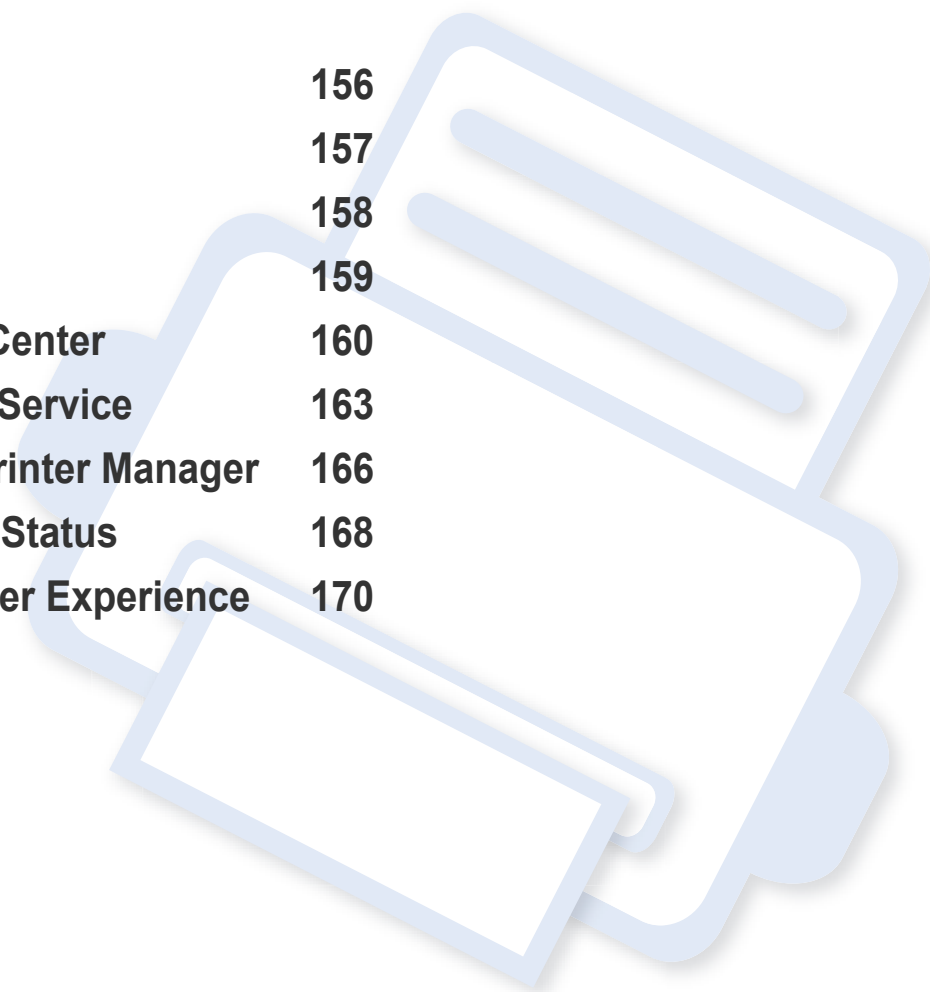 156
157
158
159
Center 160
Service 163
rinter Manager 166
Status 168
er Experience 170